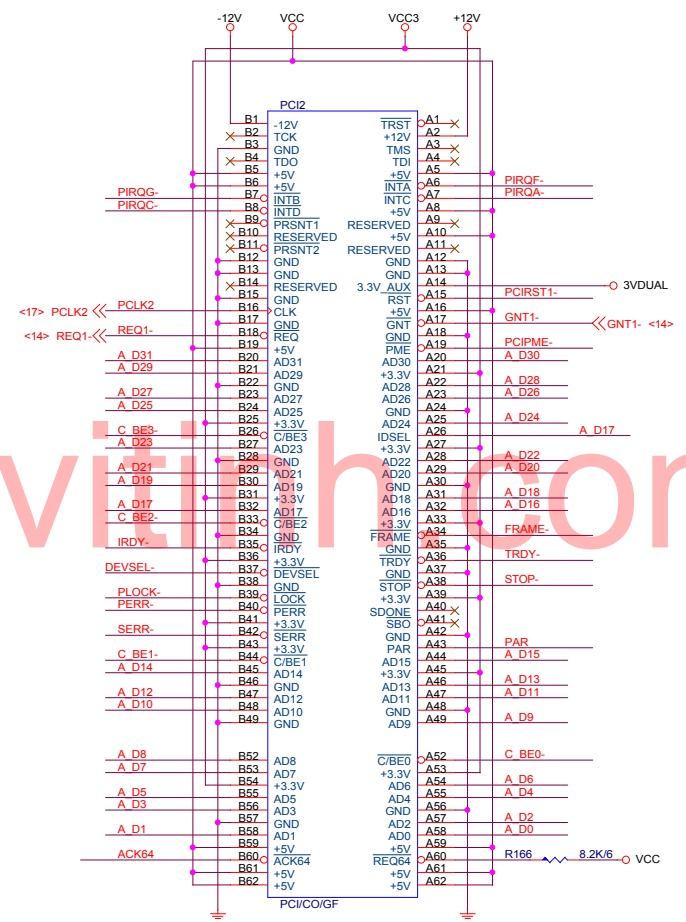 -12V VCC VCC3 +12V
PCI2
B1 -12V TRST A1
B2 TCK +12V A2
B3 GND TMS A3
B4 TDO TDI A4
B5 +5V +5V A5
B6 +5V INTA A6 PIRQF-
PIRQG- B7 INTB INTC A7 PIRQA-
PIRQC- B8 INTD +5V A8
B9 PRSNT1 RESERVED A9
B10 RESERVED +5V A10
B11 PRSNT2 RESERVED A11
B12 GND GND A12
B13 GND GND A13
B14 RESERVED 3.3V_AUX A14 3VDUAL
B15 GND RST A15 PCIRST1-
<17> PCLK2 PCLK2 B16 CLK +5V A16
B17 GND GNT A17 GNT1- GNT1- <14>
<14> REQ1- REQ1- B18 REQ GND A18
B19 +5V PME A19 PCIPME-
A_D31 B20 AD31 AD30 A20 A_D30
A_D29 B21 AD29 +3.3V A21
B22 GND AD28 A22 A_D28
A_D27 B23 AD27 AD26 A23 A_D26
A_D25 B24 AD25 GND A24
B25 +3.3V AD24 A25 A_D24
C_BE3- B26 C/BE3 IDSEL A26 A_D17
A_D23 B27 AD23 +3.3V A27
B28 GND AD22 A28 A_D22
A_D21 B29 AD21 AD20 A29 A_D20
A_D19 B30 AD19 GND A30
B31 +3.3V AD18 A31 A_D18
A_D17 B32 AD17 AD16 A32 A_D16
C_BE2- B33 C/BE2 +3.3V A33
B34 GND FRAME A34 FRAME-
IRDY- B35 IRDY GND A35
B36 +3.3V TRDY A36 TRDY-
DEVSEL- B37 DEVSEL GND A37
B38 GND STOP A38 STOP-
PLOCK- B39 LOCK +3.3V A39
PERR- B40 PERR SDONE A40
B41 +3.3V SBO A41
SERR- B42 SERR GND A42
B43 +3.3V PAR A43 PAR
C_BE1- B44 C/BE1 AD15 A44 A_D15
A_D14 B45 AD14 +3.3V A45
B46 GND AD13 A46 A_D13
A_D12 B47 AD12 AD11 A47 A_D11
A_D10 B48 AD10 GND A48
B49 GND AD9 A49 A_D9
A_D8 B52 AD8 C/BE0 A52 C_BE0-
A_D7 B53 AD7 +3.3V A53
B54 +3.3V AD6 A54 A_D6
A_D5 B55 AD5 AD4 A55 A_D4
A_D3 B56 AD3 GND A56
B57 GND AD2 A57 A_D2
A_D1 B58 AD1 AD0 A58 A_D0
B59 +5V +5V A59
ACK64 B60 ACK64 REQ64 A60 R166 8.2K/6 VCC
B61 +5V +5V A61
B62 +5V +5V A62
PCI/CO/GF
vitinh.com